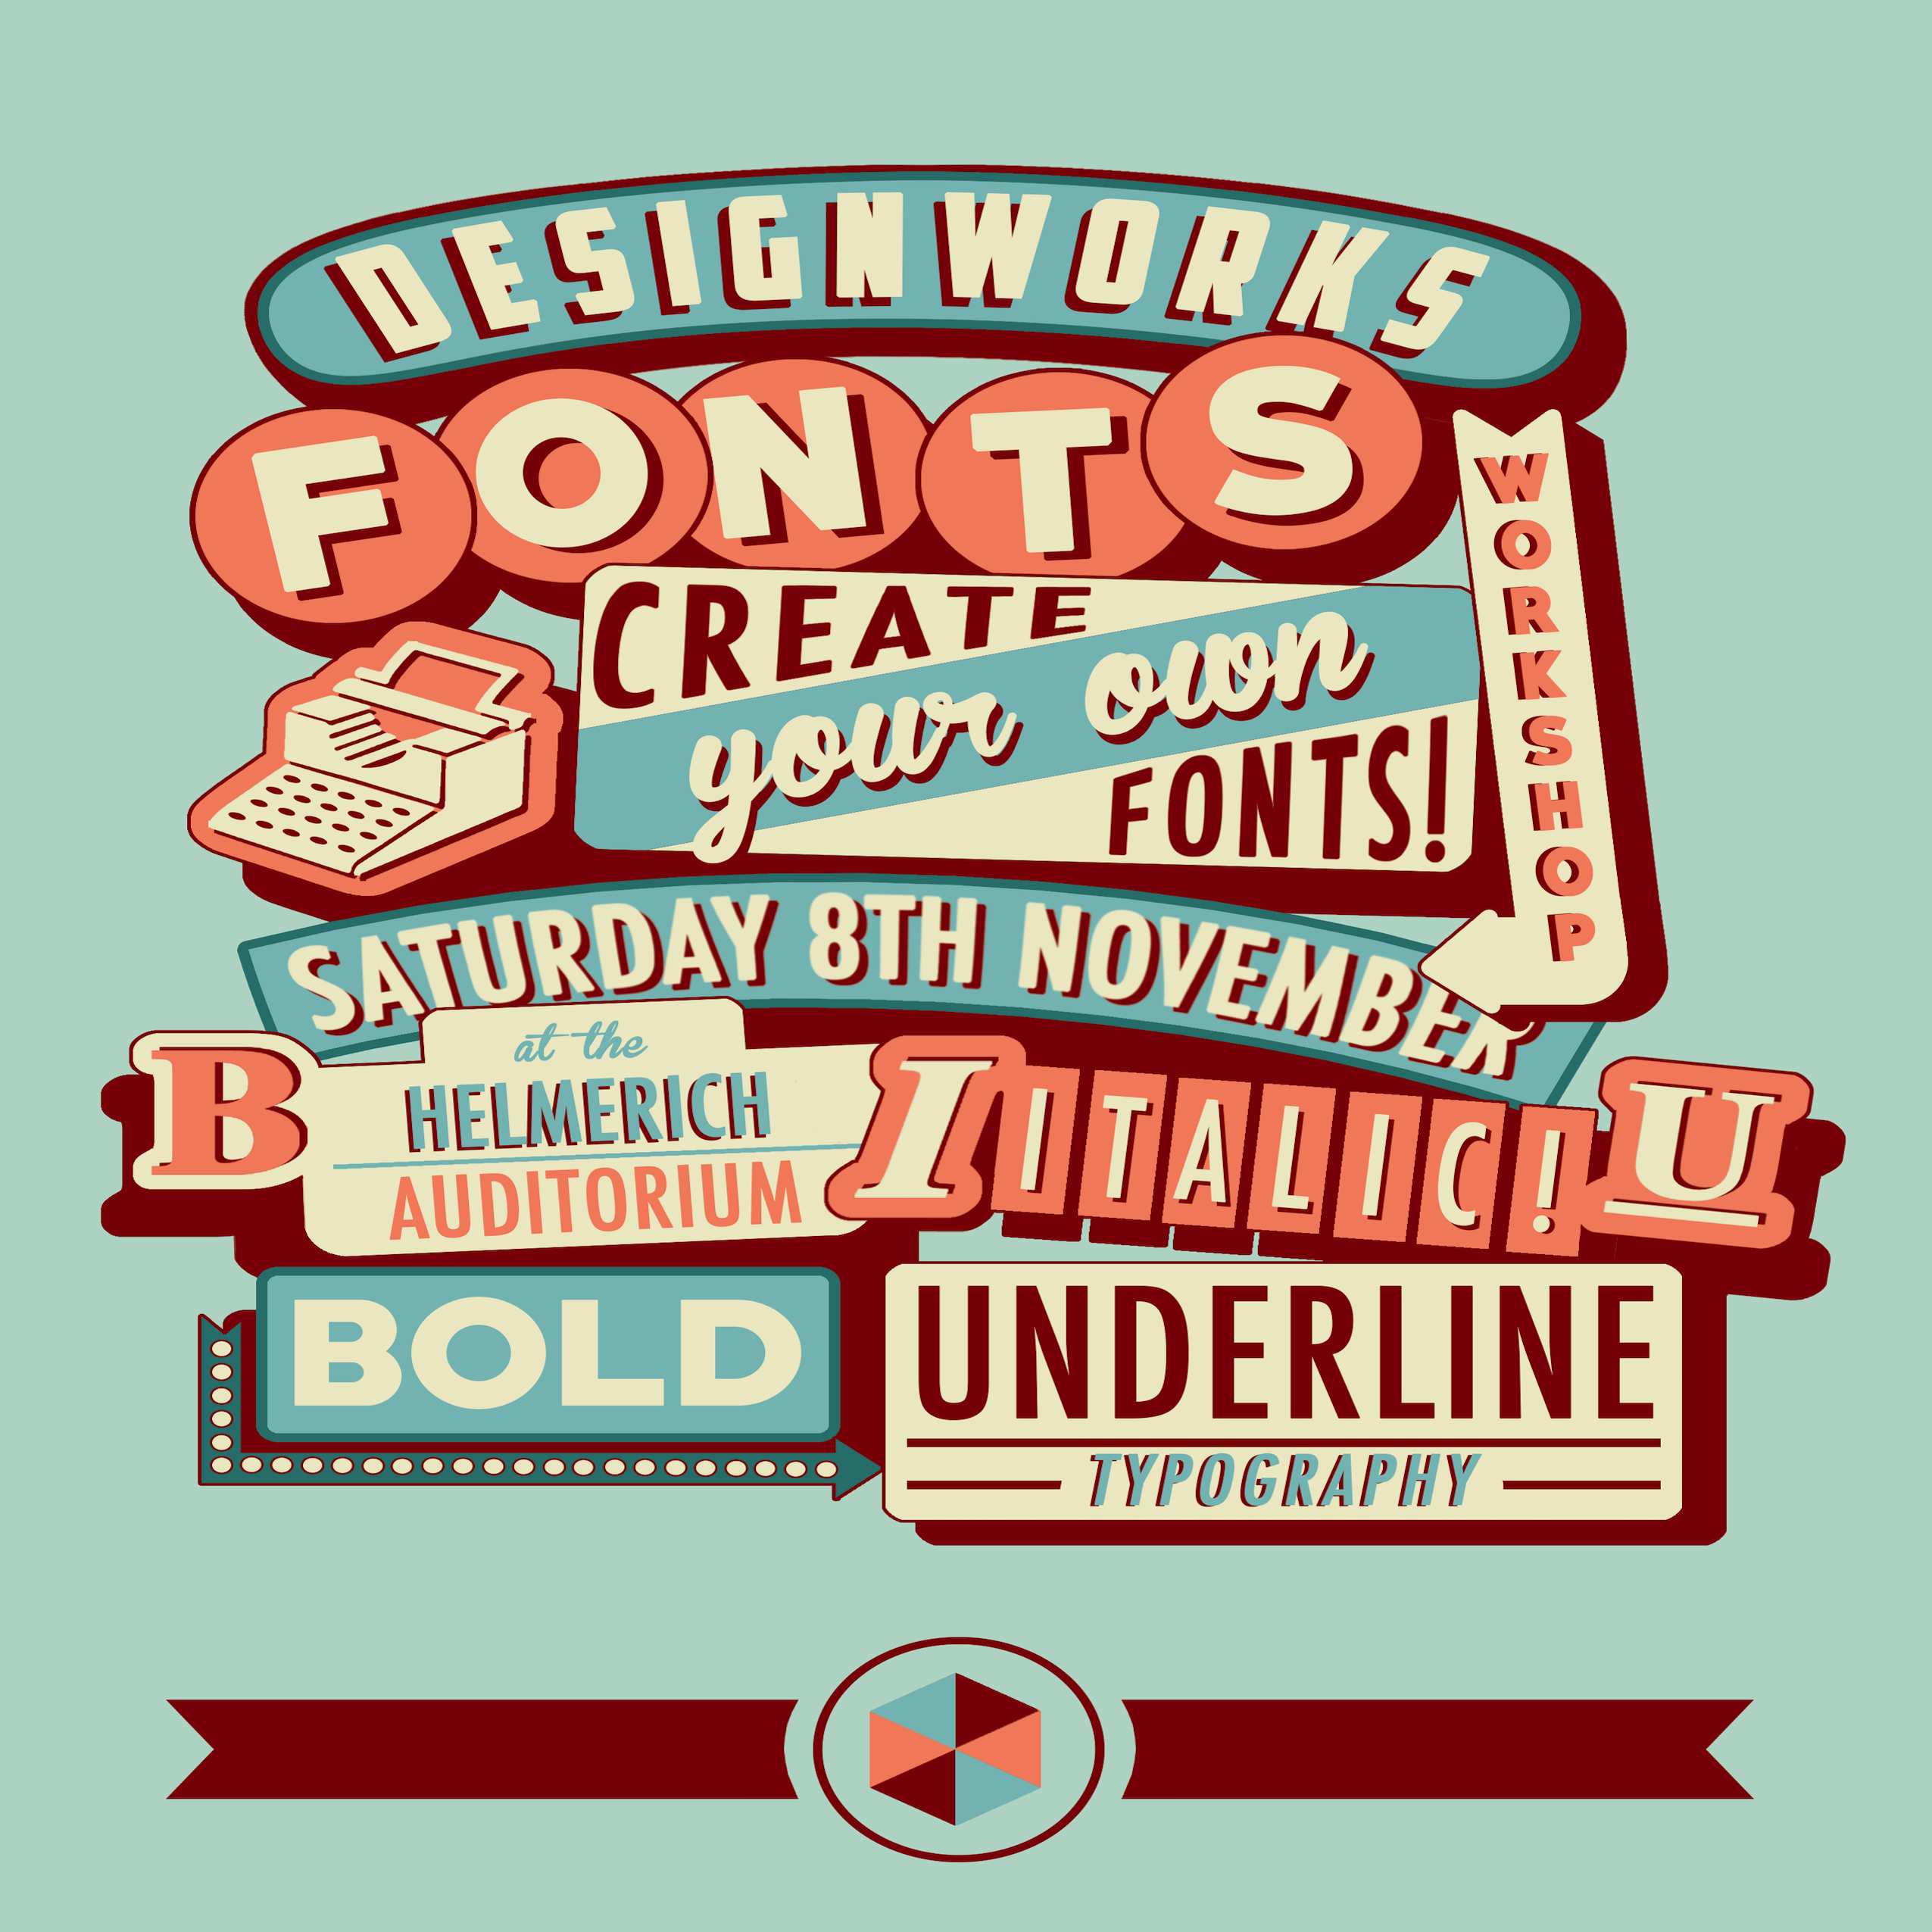 DESIGNWORKS
FONTS
WORKSHOP
CREATE
your own
FONTS!
SATURDAY 8TH NOVEMBER
at the
HELMERICH
AUDITORIUM
B
I
ITALIC!
U
BOLD
UNDERLINE
TYPOGRAPHY